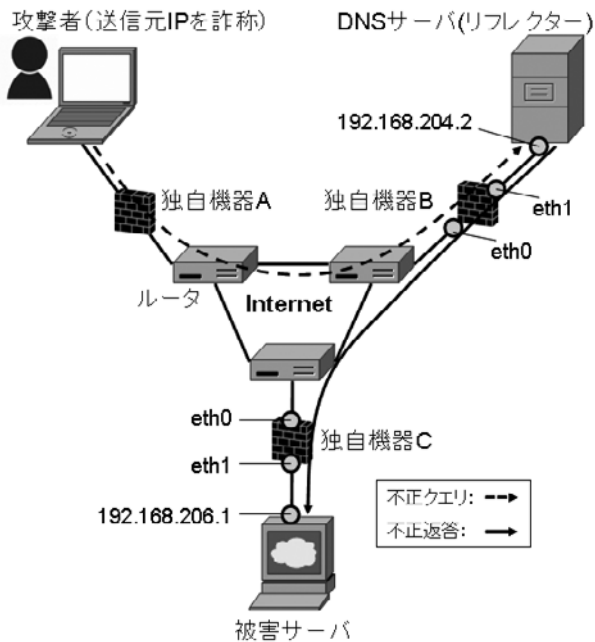 攻撃者(送信元IPを詐称)
DNSサーバ(リフレクター)
192.168.204.2
独自機器A
独自機器B
eth1
eth0
ルータ
Internet
eth0
独自機器C
eth1
192.168.206.1
不正クエリ:
不正返答:
被害サーバ